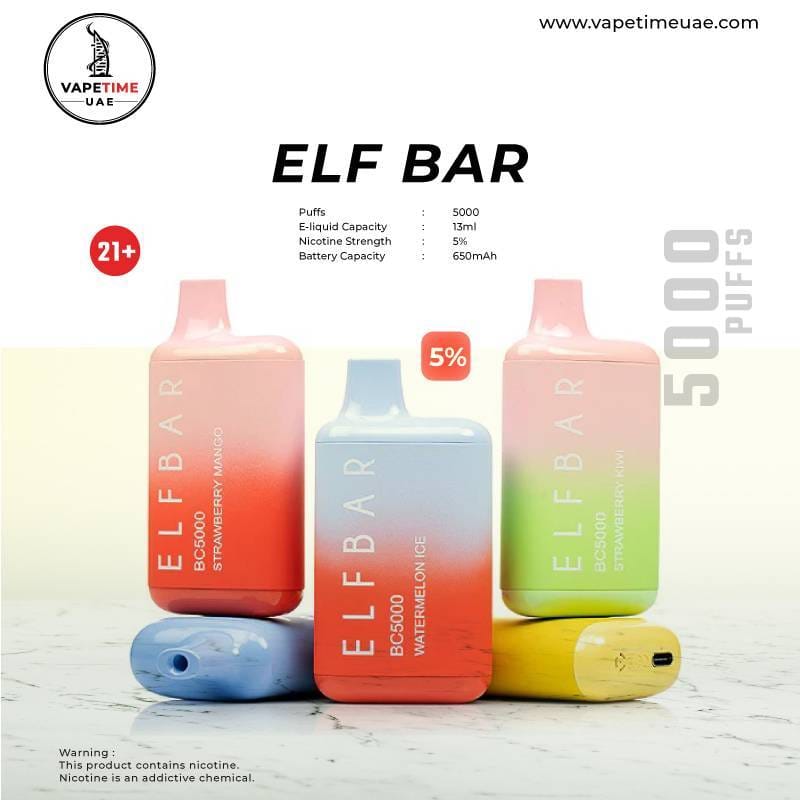 VAPETIME
UAE
www.vapetimeuae.com
ELF BAR
Puffs : 5000
E-liquid Capacity : 13ml
Nicotine Strength : 5%
Battery Capacity : 650mAh
21+
5000
PUFFS
5%
ELFBAR
BC5000
STRAWBERRY MANGO
ELFBAR
BC5000
WATERMELON ICE
ELFBAR
BC5000
STRAWBERRY KIWI
Warning :
This product contains nicotine.
Nicotine is an addictive chemical.